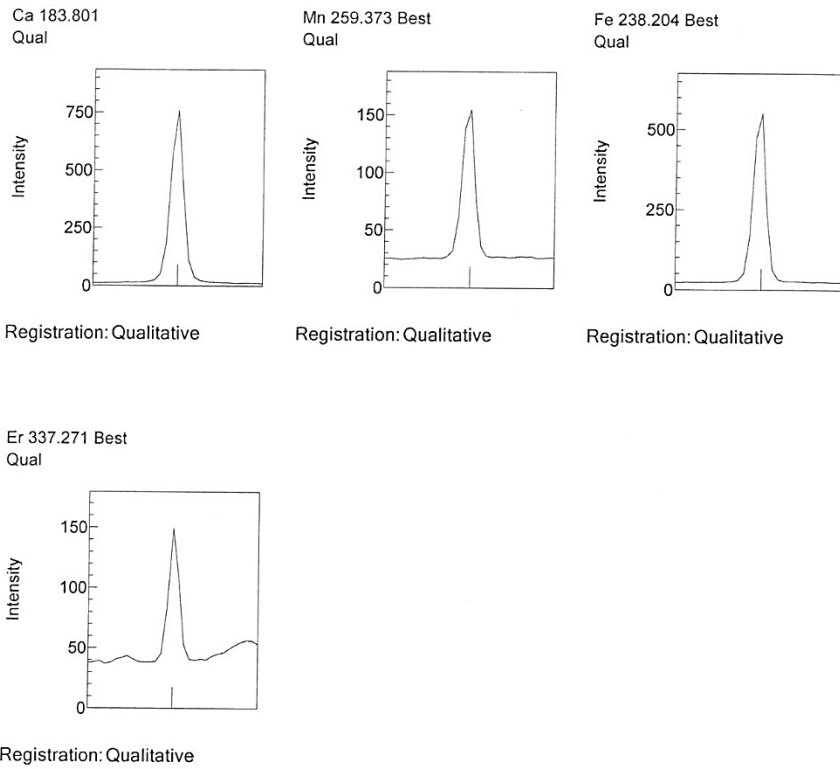 Ca 183.801
Qual
Intensity
750
500
250
0
Registration: Qualitative
Mn 259.373 Best
Qual
Intensity
150
100
50
0
Registration: Qualitative
Fe 238.204 Best
Qual
Intensity
500
250
0
Registration: Qualitative
Er 337.271 Best
Qual
Intensity
150
100
50
0
Registration: Qualitative